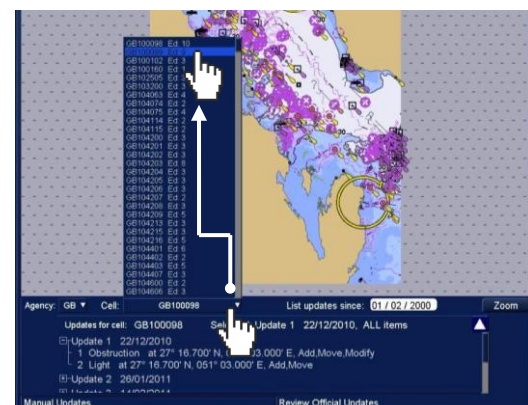 GB100098 Ed: 10
GB100102 Ed: 3
GB100160 Ed: 1
GB102505 Ed:
GB103200 Ed: 3
GB104063 Ed: 4
GB104074 Ed: 2
GB104075 Ed: 4
GB104114 Ed: 2
GB104115 Ed: 2
GB104200 Ed: 3
GB104201 Ed: 3
GB104202 Ed: 3
GB104203 Ed: 8
GB104204 Ed: 3
GB104205 Ed: 3
GB104206 Ed: 3
GB104207 Ed: 2
GB104208 Ed: 3
GB104209 Ed: 5
GB104213 Ed: 3
GB104215 Ed: 3
GB104216 Ed: 5
GB104401 Ed: 6
GB104402 Ed: 2
GB104403 Ed: 5
GB104407 Ed: 3
GB104600 Ed: 2
GB104606 Ed: 3
Agency: GB Cell: GB100098 List updates since: 01 / 02 / 2000 Zoom
Updates for cell: GB100098 Update 1 22/12/2010, ALL items
Update 1 22/12/2010
1 Obstruction at 27° 16.700' N, 03.000' E, Add,Move,Modify
2 Light at 27° 16.700' N, 051° 03.000' E, Add,Move
Update 2 26/01/2011
Manual Updates Review Official Updates